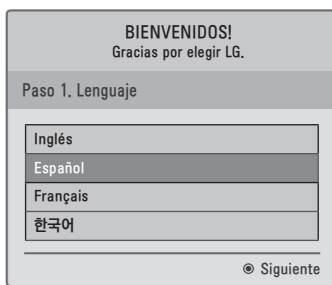 BIENVENIDOS!
Gracias por elegir LG.
Paso 1. Lenguaje
Inglés
Español
Français
한국어
◉ Siguiente